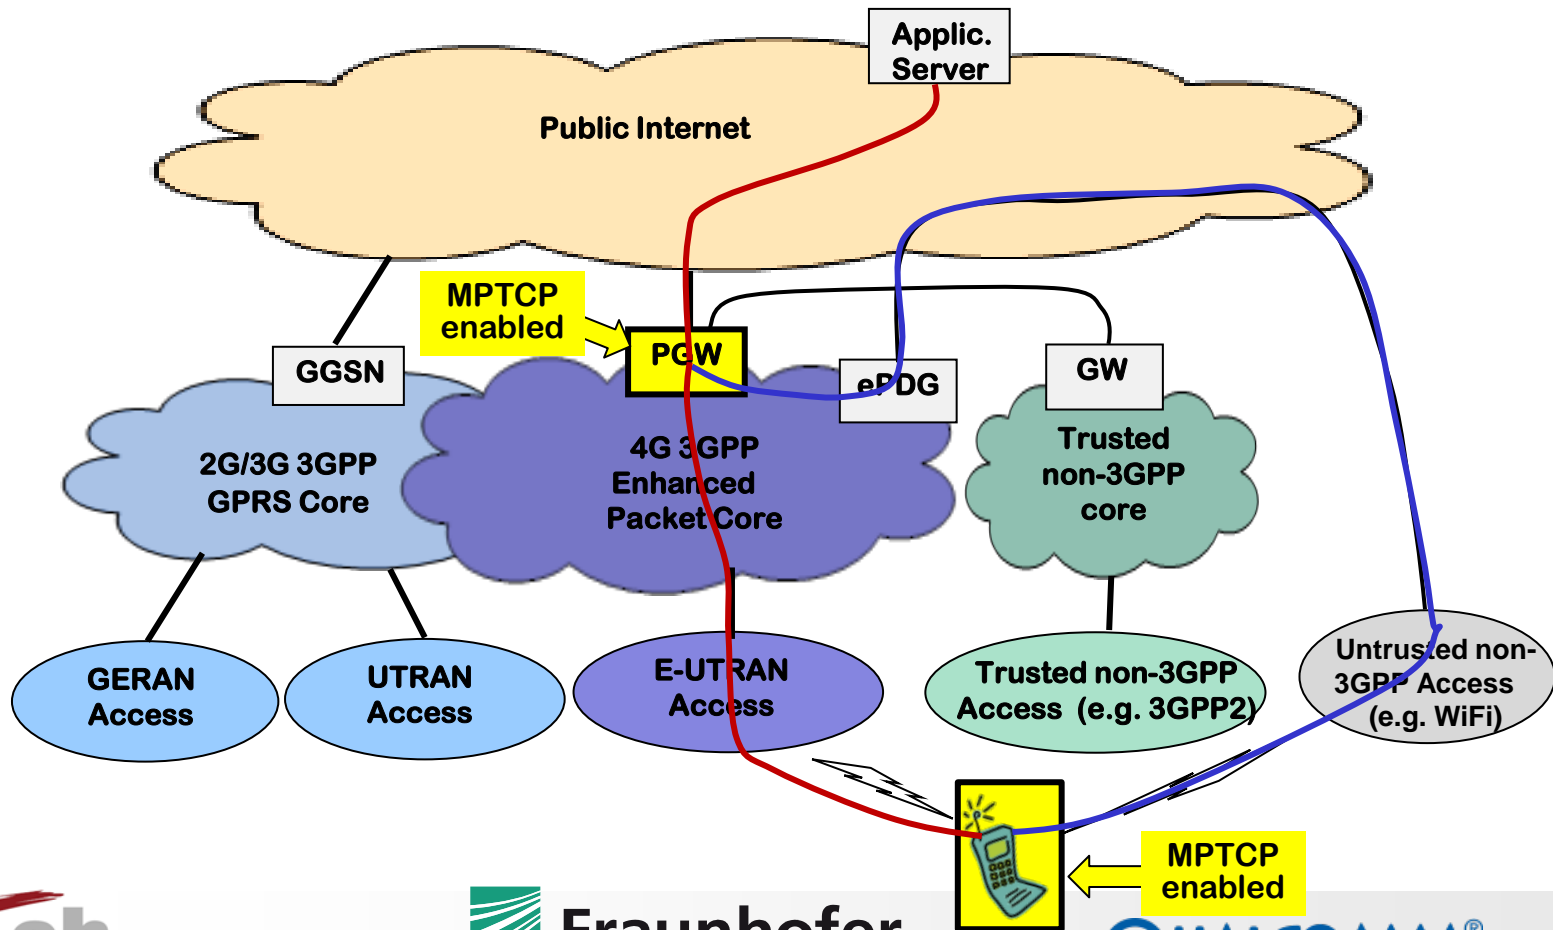 Applic.
Server
Public Internet
MPTCP
enabled
PGW
GGSN
ePDG
GW
2G/3G 3GPP
GPRS Core
4G 3GPP
Enhanced
Packet Core
Trusted
non-3GPP
core
GERAN
Access
UTRAN
Access
E-UTRAN
Access
Trusted non-3GPP
Access (e.g. 3GPP2)
Untrusted non-
3GPP Access
(e.g. WiFi)
MPTCP
enabled
Fraunhofer
QUALCOMM®